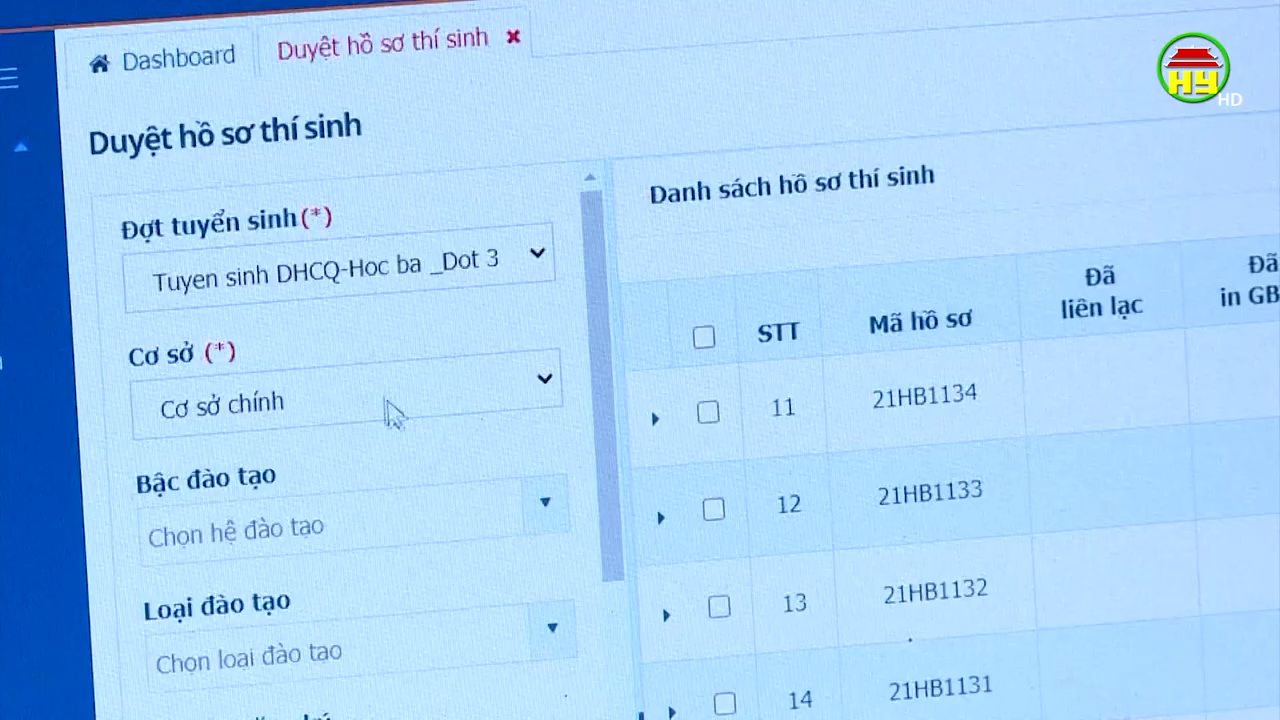 Dashboard
Duyệt hồ sơ thí sinh
HY
HD
Duyệt hồ sơ thí sinh
Đợt tuyển sinh(*)
Tuyen sinh DHCQ-Hoc ba _Dot 3
Cơ sở (*)
Cơ sở chính
Bậc đào tạo
Chọn hệ đào tạo
Loại đào tạo
Chọn loại đào tạo
Danh sách hồ sơ thí sinh
STT
Mã hồ sơ
Đã
liên lạc
Đã
in GB
11
21HB1134
12
21HB1133
13
21HB1132
14
21HB1131